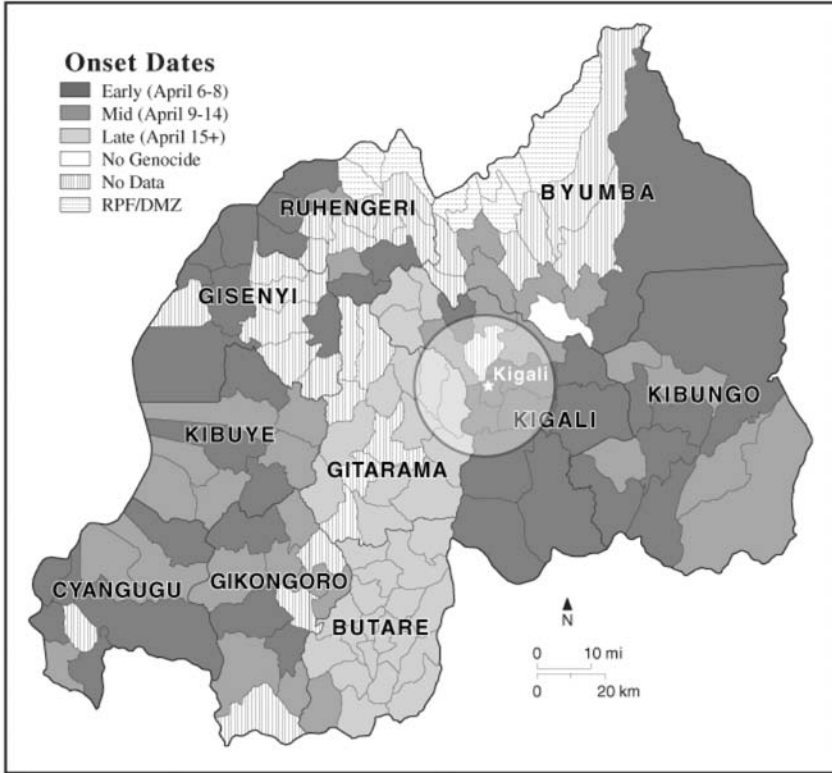 Onset Dates
Early (April 6-8)
Mid (April 9-14)
Late (April 15+)
No Genocide
No Data
RPF/DMZ
BYUMBA
RUHENGERI
GISENYI
Kigali
KIBUNGO
KIGALI
KIBUYE
GITARAMA
CYANGUGU
GIKONGORO
BUTARE
N
0 10 mi
0 20 km